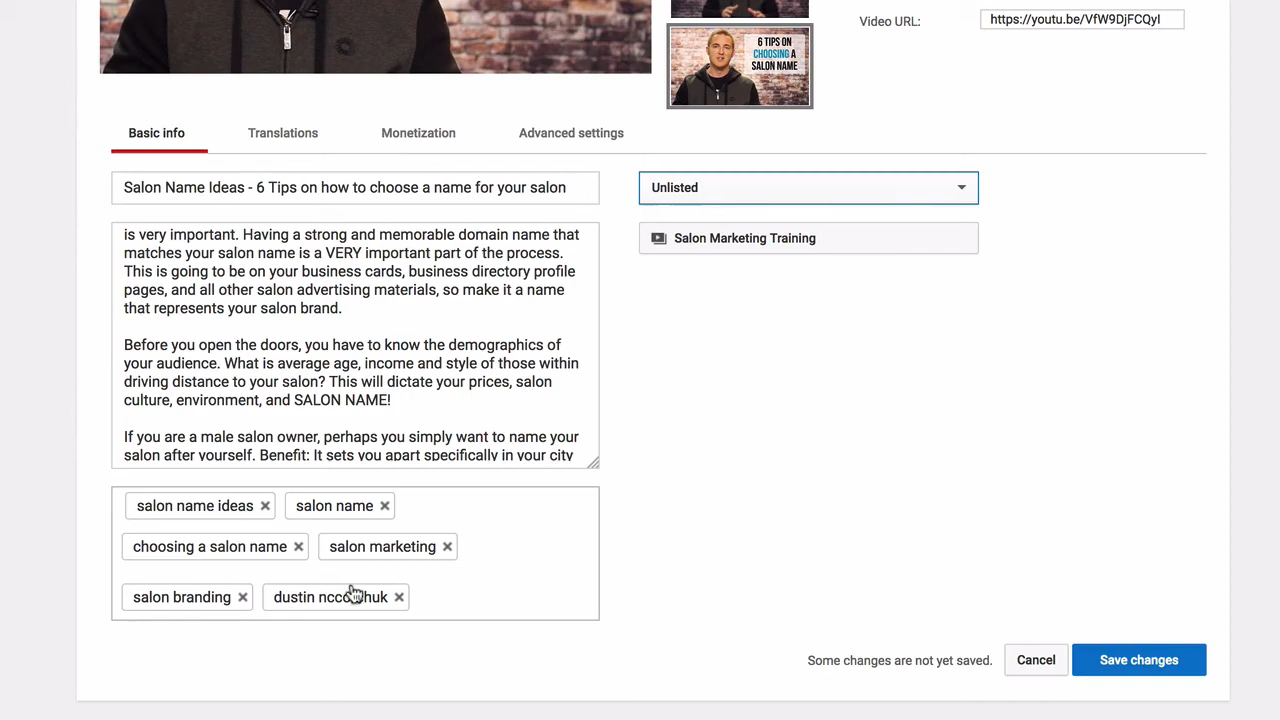 Video URL:
https://youtu.be/VfW9DjFCQyI
6 TIPS ON
CHOOSING A
SALON NAME
Basic info
Translations
Monetization
Advanced settings
Salon Name Ideas - 6 Tips on how to choose a name for your salon
Unlisted
Salon Marketing Training
is very important. Having a strong and memorable domain name that
matches your salon name is a VERY important part of the process.
This is going to be on your business cards, business directory profile
pages, and all other salon advertising materials, so make it a name
that represents your salon brand.
Before you open the doors, you have to know the demographics of
your audience. What is average age, income and style of those within
driving distance to your salon? This will dictate your prices, salon
culture, environment, and SALON NAME!
If you are a male salon owner, perhaps you simply want to name your
salon after yourself. Benefit: It sets you apart specifically in your city
salon name ideas
salon name
choosing a salon name
salon marketing
salon branding
dustin
Some changes are not yet saved.
Cancel
Save changes